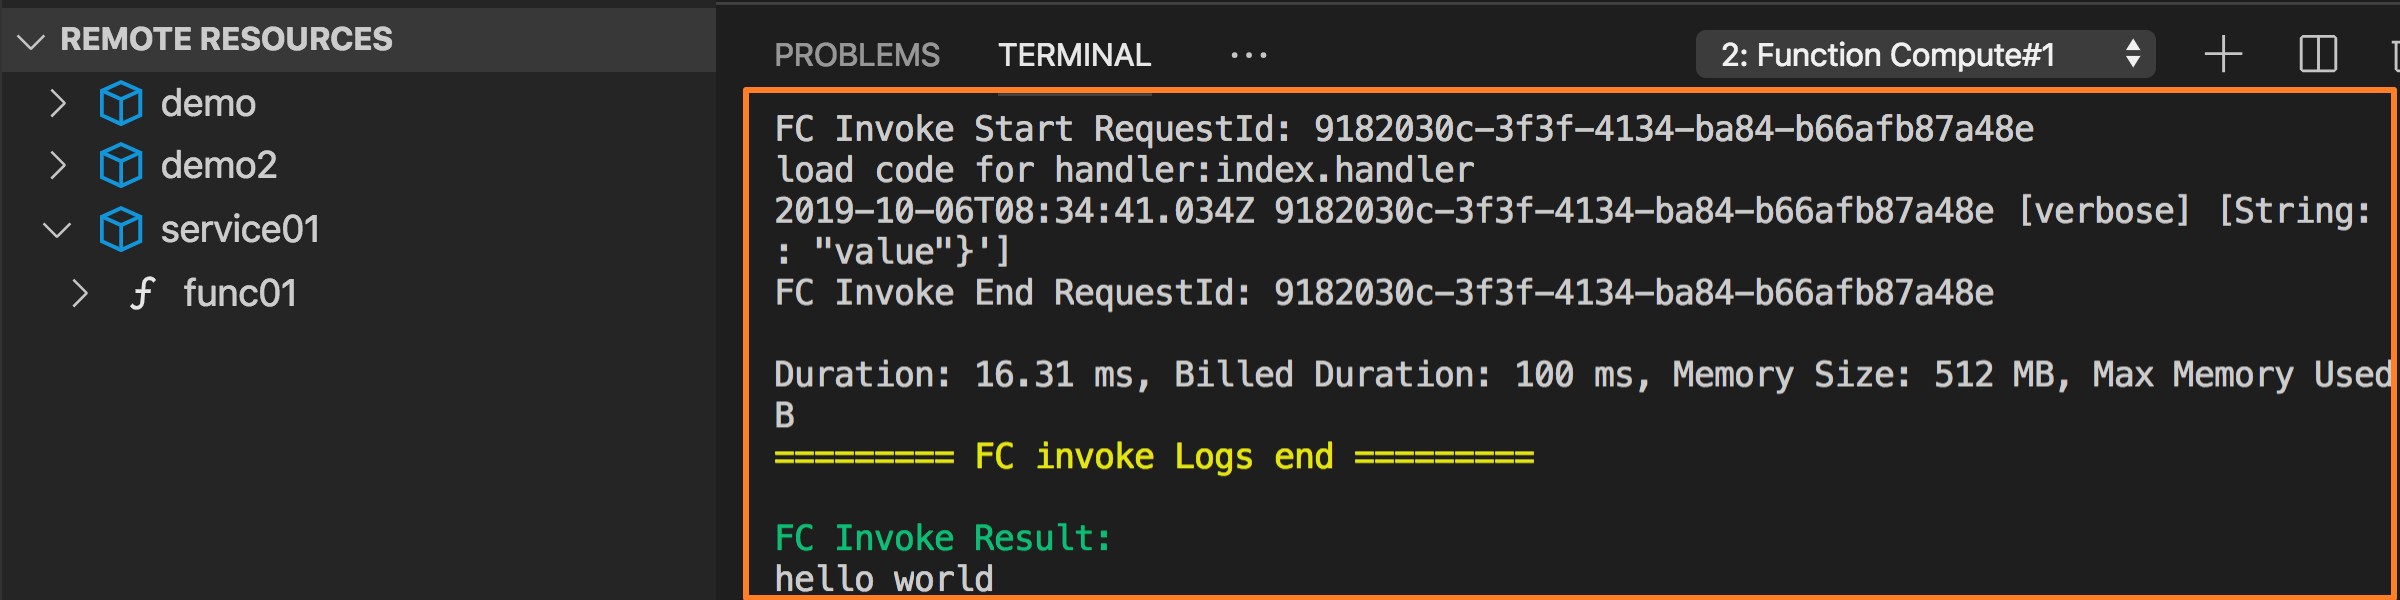 REMOTE RESOURCES
demo
demo2
service01
func01
PROBLEMS TERMINAL ...
2: Function Compute#1
FC Invoke Start RequestId: 9182030c-3f3f-4134-ba84-b66afb87a48e
load code for handler:index.handler
2019-10-06T08:34:41.034Z 9182030c-3f3f-4134-ba84-b66afb87a48e [verbose] [String:
: "value"}']
FC Invoke End RequestId: 9182030c-3f3f-4134-ba84-b66afb87a48e
Duration: 16.31 ms, Billed Duration: 100 ms, Memory Size: 512 MB, Max Memory Used
B
========= FC invoke Logs end =========
FC Invoke Result:
hello world